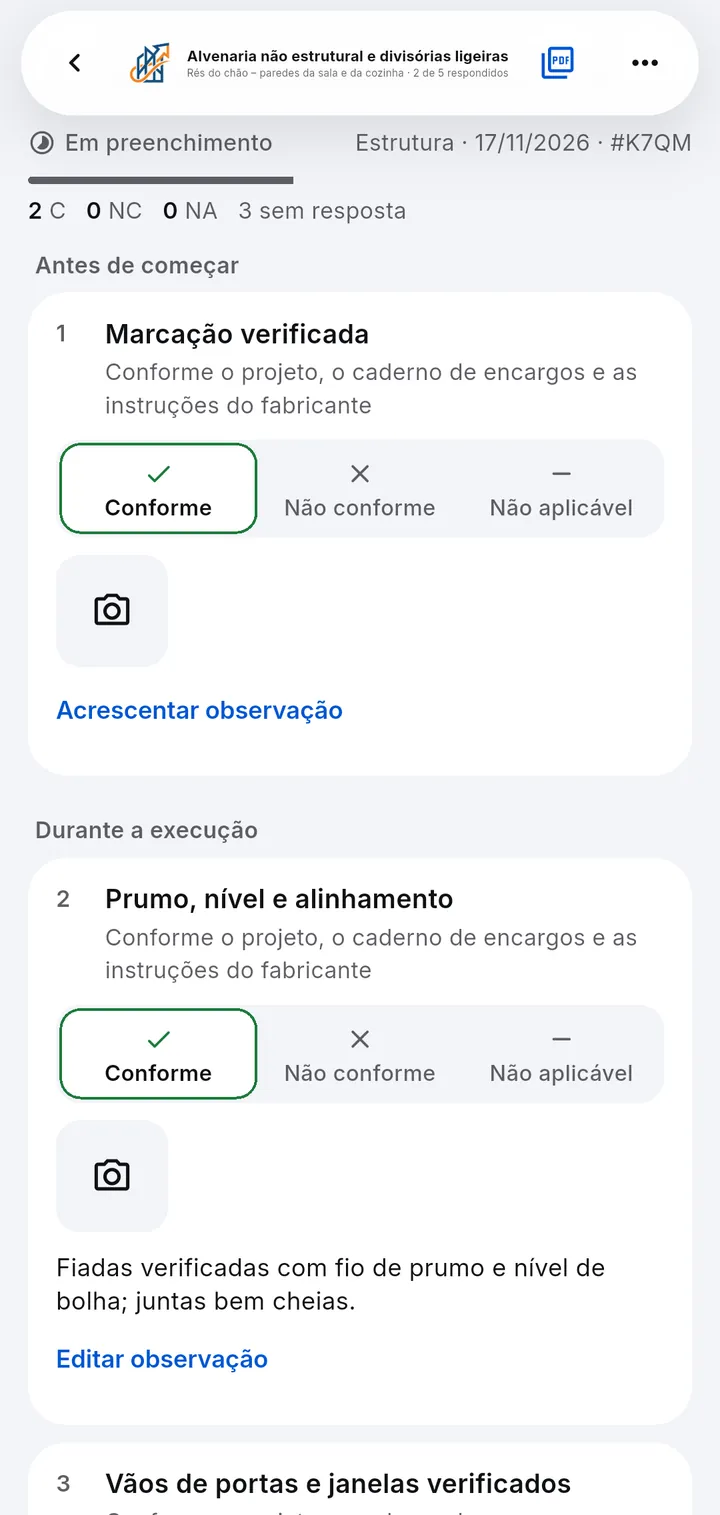 Alvenaria não estrutural e divisórias ligeiras
Rés do chão – paredes da sala e da cozinha · 2 de 5 respondidos
PDF
Em preenchimento
Estrutura · 17/11/2026 · #K7QM
2 C 0 NC 0 NA 3 sem resposta
Antes de começar
1 Marcação verificada
Conforme o projeto, o caderno de encargos e as
instruções do fabricante
Conforme
Não conforme
Não aplicável
Acrescentar observação
Durante a execução
2 Prumo, nível e alinhamento
Conforme o projeto, o caderno de encargos e as
instruções do fabricante
Conforme
Não conforme
Não aplicável
Fiadas verificadas com fio de prumo e nível de
bolha; juntas bem cheias.
Editar observação
3 Vãos de portas e janelas verificados